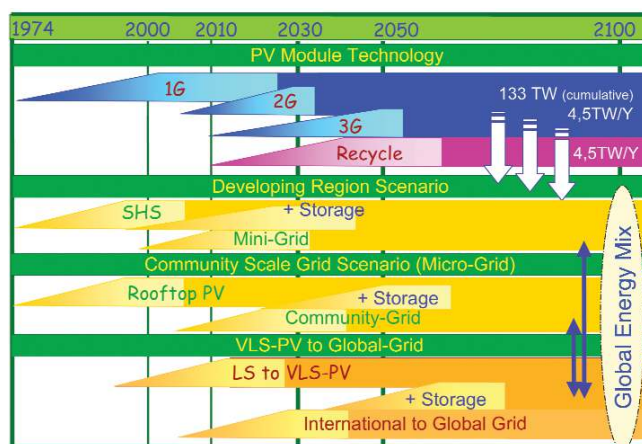 1974 2000 2010 2030 2050 2100
PV Module Technology
1G
2G
3G
133 TW (cumulative)
4,5TW/Y
Recycle
4,5TW/Y
Developing Region Scenario
SHS
+ Storage
Mini-Grid
Community Scale Grid Scenario (Micro-Grid)
Rooftop PV
+ Storage
Community-Grid
VLS-PV to Global-Grid
LS to VLS-PV
+ Storage
International to Global Grid
Global Energy Mix